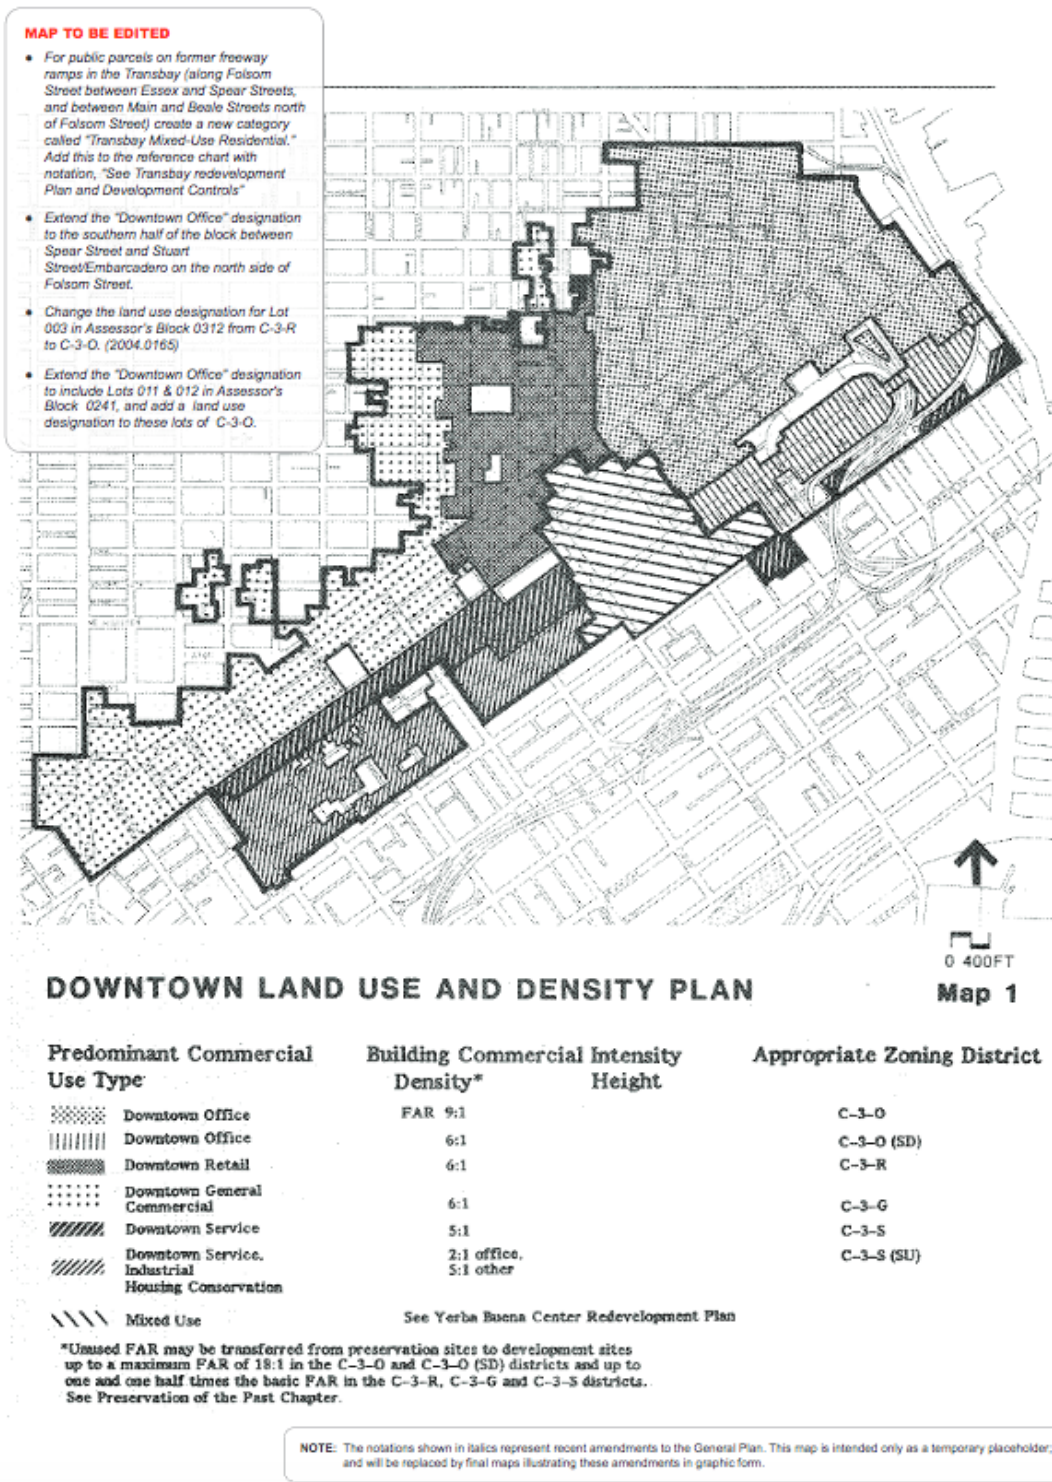 MAP TO BE EDITED
• For public parcels on former freeway
ramps in the Transbay (along Folsom
Street between Essex and Spear Streets,
and between Main and Beale Streets north
of Folsom Street) create a new category
called "Transbay Mixed-Use Residential."
Add this to the reference chart with
notation, "See Transbay redevelopment
Plan and Development Controls"
• Extend the "Downtown Office" designation
to the southern half of the block between
Spear Street and Stuart
Street/Embarcadero on the north side of
Folsom Street.
• Change the land use designation for Lot
003 in Assessor's Block 0312 from C-3-R
to C-3-O. (2004.0165)
• Extend the "Downtown Office" designation
to include Lots 011 & 012 in Assessor's
Block 0241, and add a land use
designation to these lots of C-3-O.
0 400FT
DOWNTOWN LAND USE AND DENSITY PLAN
Map 1
Predominant Commercial Building Commercial Intensity Appropriate Zoning District
Use Type Density* Height
Downtown Office FAR 9:1 C-3-O
Downtown Office 6:1 C-3-O (SD)
Downtown Retail 6:1 C-3-R
Downtown General
Commercial 6:1 C-3-G
Downtown Service 5:1 C-3-S
Downtown Service, 2:1 office, C-3-S (SU)
Industrial 5:1 other
Housing Conservation
Mixed Use See Yerba Buena Center Redevelopment Plan
*Unused FAR may be transferred from preservation sites to development sites
up to a maximum FAR of 18:1 in the C-3-O and C-3-O (SD) districts and up to
one and one half times the basic FAR in the C-3-R, C-3-G and C-3-S districts.
See Preservation of the Past Chapter.
NOTE: The notations shown in italics represent recent amendments to the General Plan. This map is intended only as a temporary placeholder;
and will be replaced by final maps illustrating these amendments in graphic form.